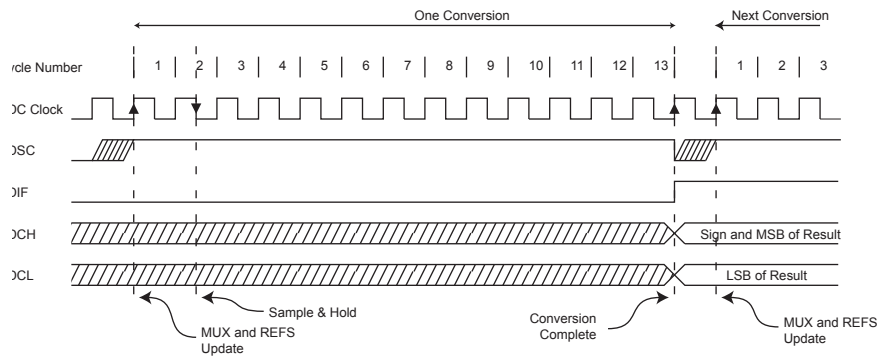 One Conversion
Next Conversion
ycle Number
1 2 3 4 5 6 7 8 9 10 11 12 13 1 2 3
DC Clock
DSC
DIF
DCH
Sign and MSB of Result
DCL
LSB of Result
Sample & Hold
MUX and REFS
Update
Conversion
Complete
MUX and REFS
Update